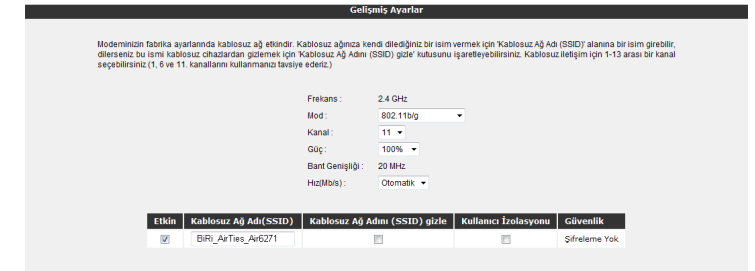 Gelişmiş Ayarlar
Modeminizin fabrika ayarlarında kablosuz ağ etkindir. Kablosuz ağınıza kendi dilediğiniz bir isim vermek için 'Kablosuz Ağ Adı (SSID)' alanına bir isim girebilir,
dilerseniz bu ismi kablosuz cihazlardan gizlemek için 'Kablosuz Ağ Adını (SSID) gizle' kutusunu işaretleyebilirsiniz. Kablosuz iletişim için 1-13 arası bir kanal
seçebilirsiniz (1, 6 ve 11. kanallarını kullanmanızı tavsiye ederiz.)
Frekans : 2.4 GHz
Mod : 802.11b/g
Kanal : 11
Güç : 100%
Bant Genişliği : 20 MHz
Hız(Mb/s) : Otomatik
Etkin Kablosuz Ağ Adı(SSID) Kablosuz Ağ Adını (SSID) gizle Kullanıcı İzolasyonu Güvenlik
BiRi_AirTies_Air6271 Şifreleme Yok